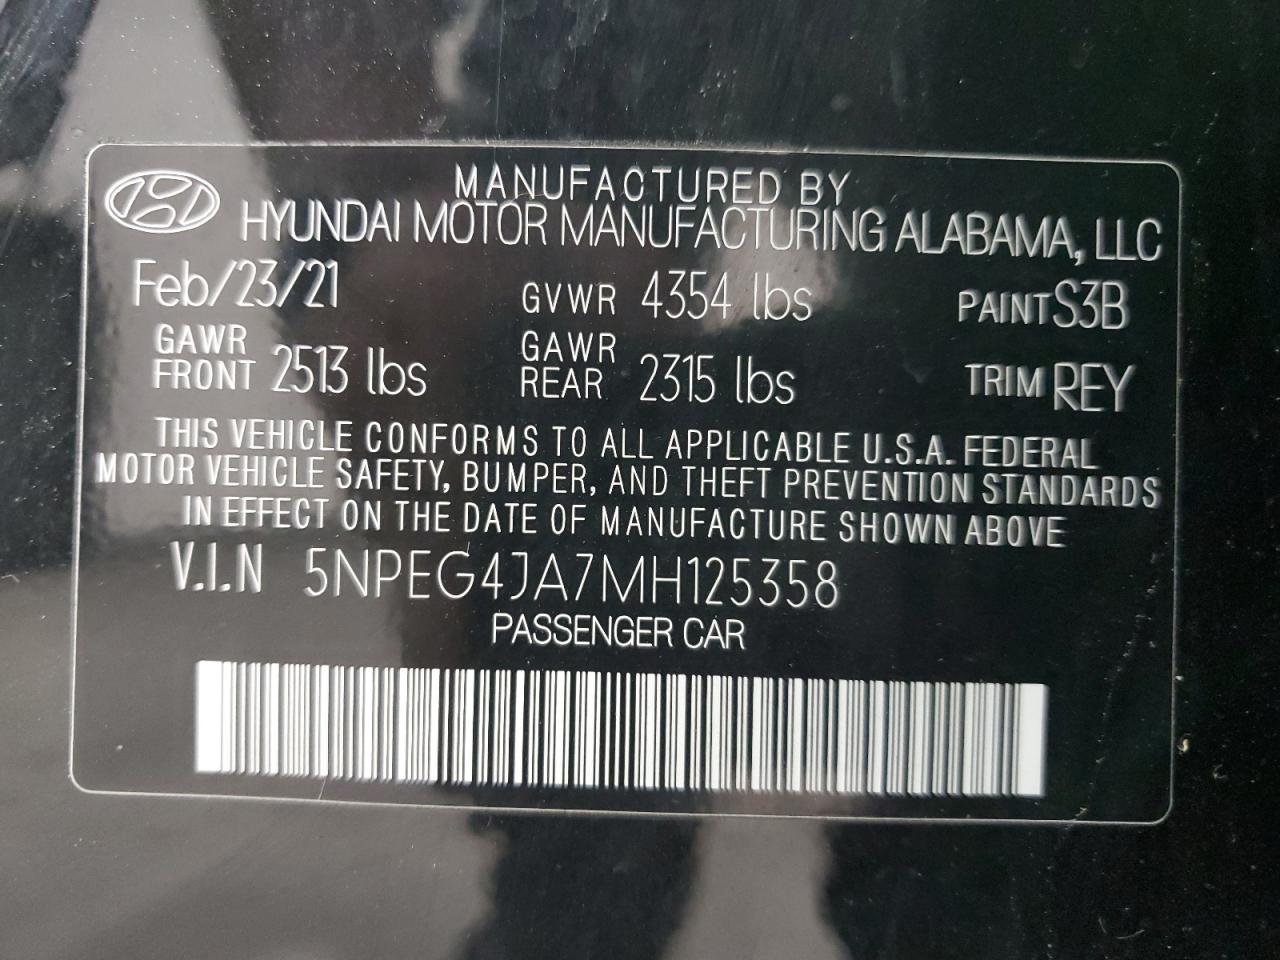 MANUFACTURED BY
HYUNDAI MOTOR MANUFACTURING ALABAMA, LLC
Feb/23/21 GVWR 4354 lbs PAINT S3B
GAWR FRONT 2513 lbs GAWR REAR 2315 lbs TRIM REY
THIS VEHICLE CONFORMS TO ALL APPLICABLE U.S.A. FEDERAL
MOTOR VEHICLE SAFETY, BUMPER, AND THEFT PREVENTION STANDARDS
IN EFFECT ON THE DATE OF MANUFACTURE SHOWN ABOVE
V.I.N 5NPEG4JA7MH125358
PASSENGER CAR